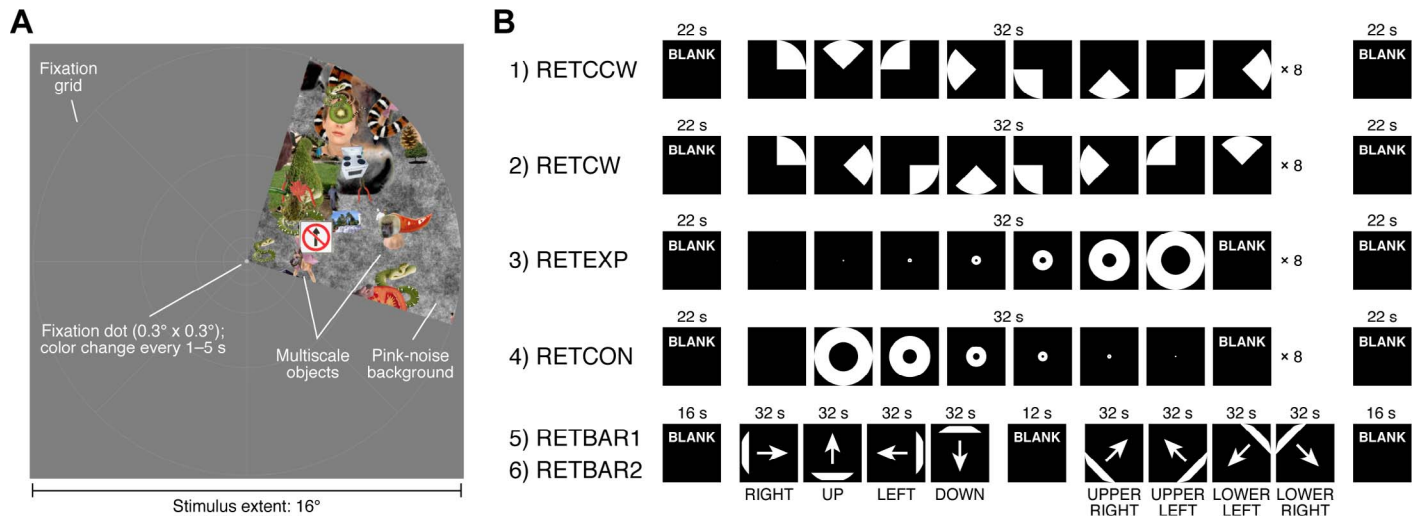 A
Fixation
grid
Fixation dot (0.3° x 0.3°);
color change every 1–5 s
Multiscale
objects
Pink-noise
background
Stimulus extent: 16°
B
22 s 32 s 22 s
1) RETCCW BLANK × 8 BLANK
22 s 32 s 22 s
2) RETCW BLANK × 8 BLANK
22 s 32 s 22 s
3) RETEXP BLANK BLANK × 8 BLANK
22 s 32 s 22 s
4) RETCON BLANK BLANK × 8 BLANK
16 s 32 s 32 s 32 s 32 s 12 s 32 s 32 s 32 s 32 s 16 s
5) RETBAR1 BLANK BLANK BLANK
6) RETBAR2
RIGHT UP LEFT DOWN UPPER UPPER LOWER LOWER
RIGHT LEFT LEFT RIGHT